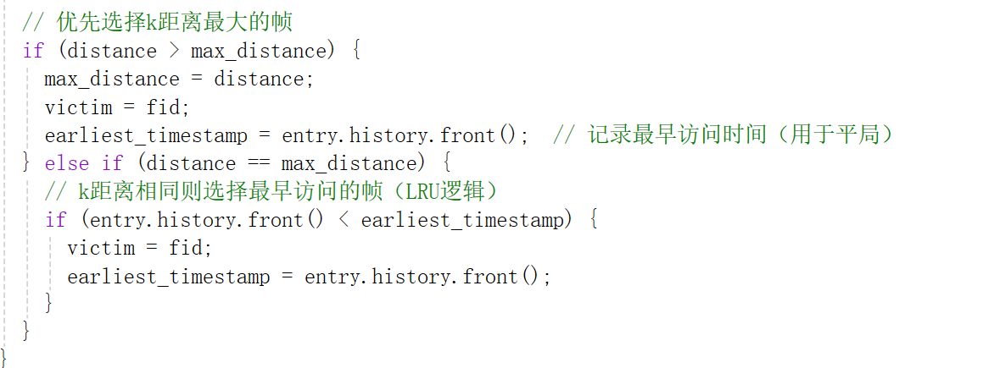 // 优先选择k距离最大的帧
if (distance > max_distance) {
max_distance = distance;
victim = fid;
earliest_timestamp = entry.history.front();  // 记录最早访问时间（用于平局）
} else if (distance == max_distance) {
// k距离相同则选择最早访问的帧（LRU逻辑）
if (entry.history.front() < earliest_timestamp) {
victim = fid;
earliest_timestamp = entry.history.front();
}
}
}